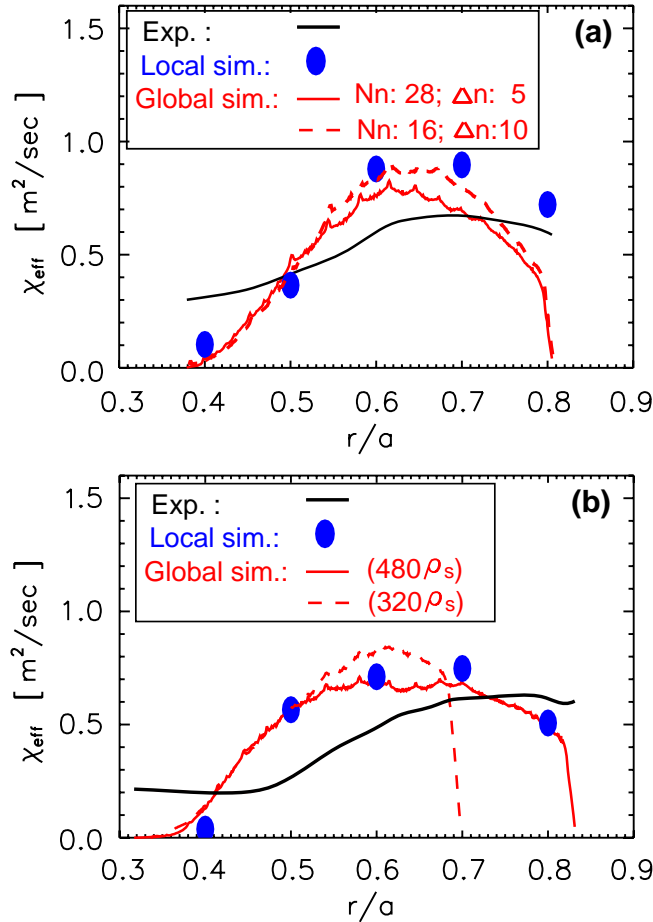 (a)
Exp. :
Local sim.:
Global sim.: Nn: 28; Δn: 5
Nn: 16; Δn:10
χeff [ m²/sec ]
1.5
1.0
0.5
0.0
0.3 0.4 0.5 0.6 0.7 0.8 0.9
r/a
(b)
Exp. :
Local sim.:
Global sim.: (480ρs)
(320ρs)
χeff [ m²/sec ]
1.5
1.0
0.5
0.0
0.3 0.4 0.5 0.6 0.7 0.8 0.9
r/a